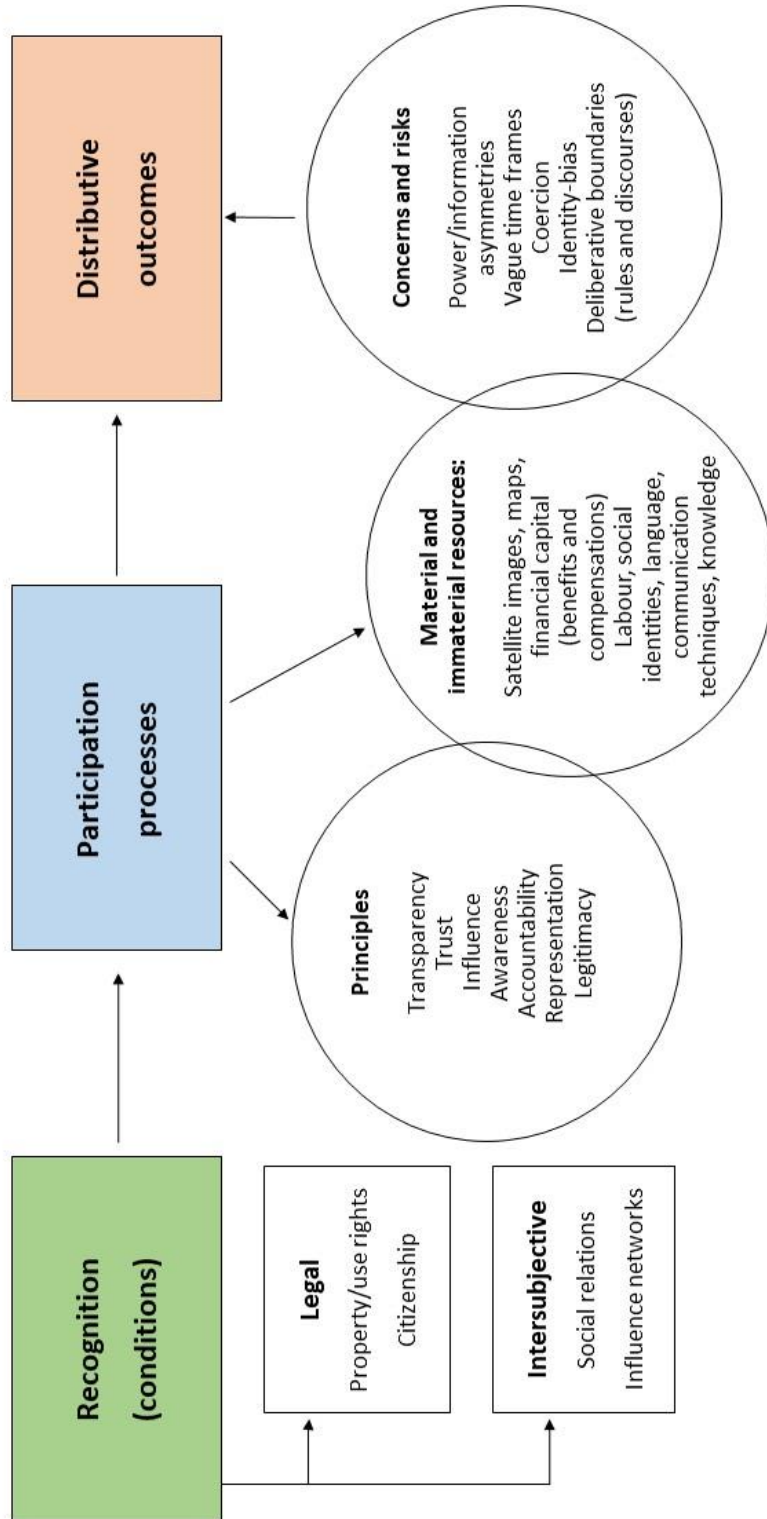 Recognition
(conditions)
Participation
processes
Distributive
outcomes
Legal
Property/use rights
Citizenship
Intersubjective
Social relations
Influence networks
Principles
Transparency
Trust
Influence
Awareness
Accountability
Representation
Legitimacy
Material and
immaterial resources:
Satellite images, maps,
financial capital
(benefits and
compensations)
Labour, social
identities, language,
communication
techniques, knowledge
Concerns and risks
Power/information
asymmetries
Vague time frames
Coercion
Identity-bias
Deliberative boundaries
(rules and discourses)